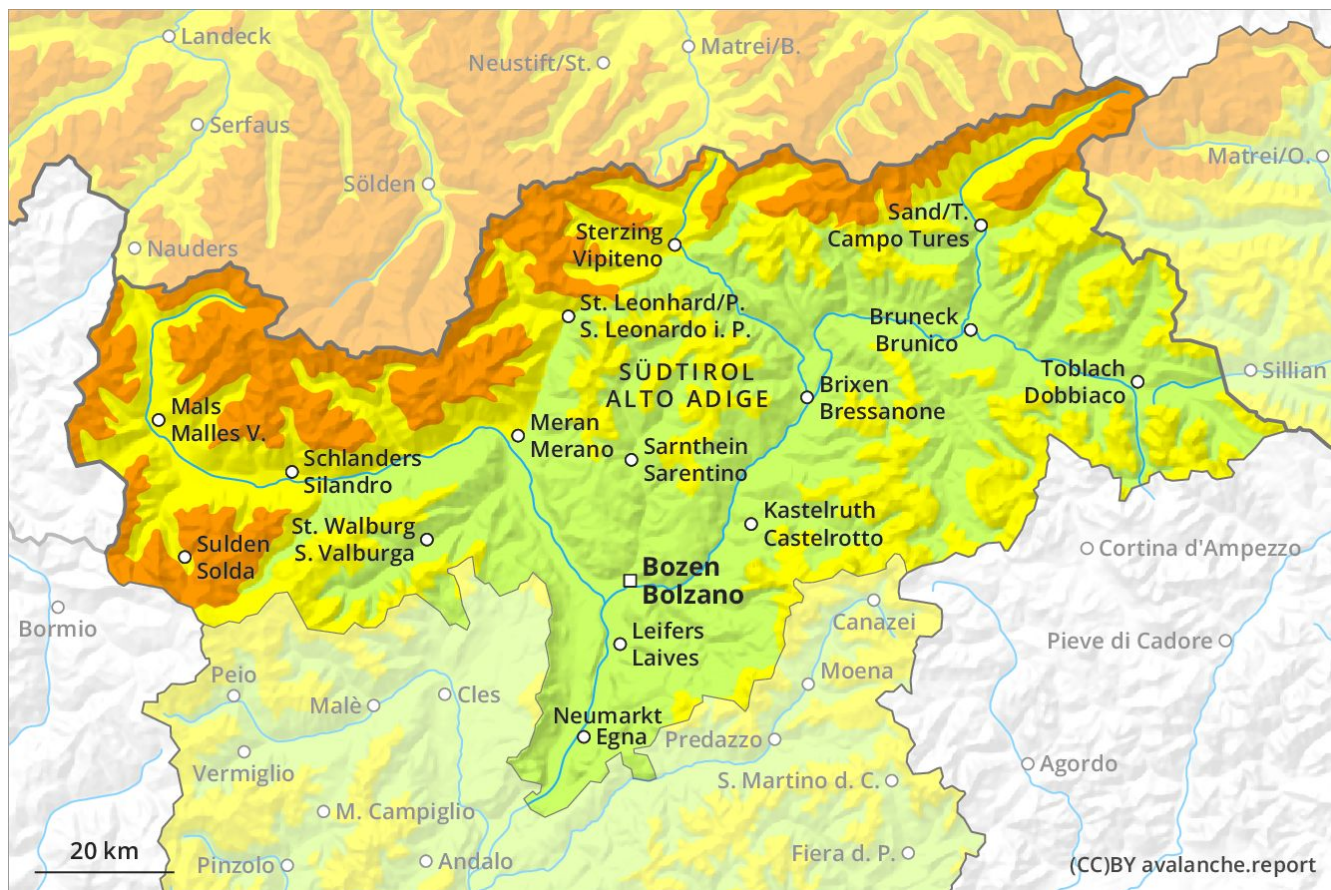 Landeck
Matrei/B.
Neustift/St.
Serfaus
Matrei/O.
Sölden
Sand/T.
Campo Tures
Sterzing
Vipiteno
Nauders
St. Leonhard/P.
S. Leonardo i. P.
Bruneck
Brunico
SÜDTIROL
ALTO ADIGE
Toblach
Dobbiaco
Sillian
Brixen
Bressanone
Mals
Malles V.
Meran
Merano
Sarnthein
Sarentino
Schlanders
Silandro
Kastelruth
Castelrotto
St. Walburg
S. Valburga
Sulden
Solda
Cortina d'Ampezzo
Bozen
Bolzano
Bormio
Canazei
Leifers
Laives
Pieve di Cadore
Peio
Moena
Malè
Cles
Neumarkt
Egna
Predazzo
Vermiglio
Agordo
S. Martino d. C.
M. Campiglio
20 km
Pinzolo
Andalo
Fiera d. P.
(CC)BY avalanche.report